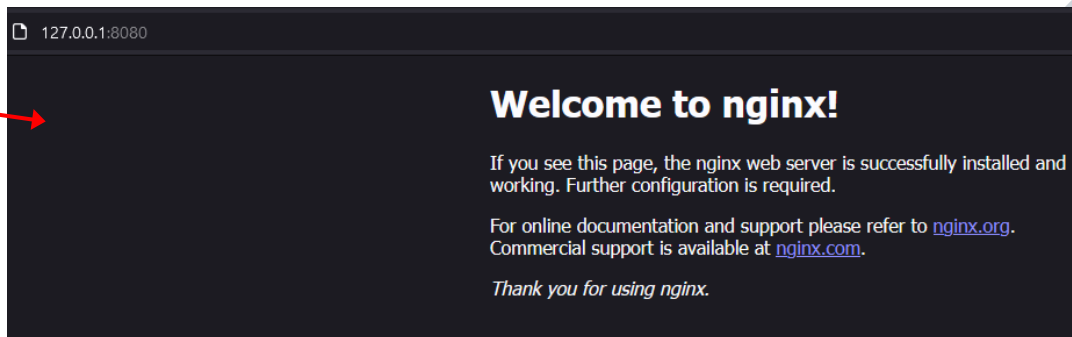 127.0.0.1:8080
Welcome to nginx!
If you see this page, the nginx web server is successfully installed and
working. Further configuration is required.
For online documentation and support please refer to nginx.org.
Commercial support is available at nginx.com.
Thank you for using nginx.